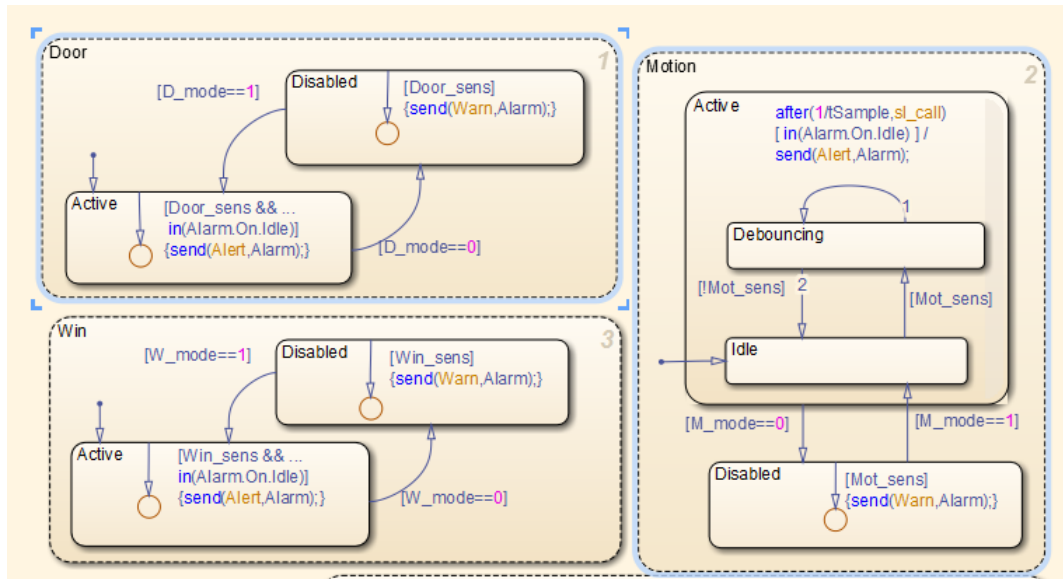 Door
1
Disabled
[Door_sens]
{send(Warn,Alarm);}
[D_mode==1]
Active
[Door_sens && ...
in(Alarm.On.Idle)]
{send(Alert,Alarm);}
[D_mode==0]
Motion
2
Active
after(1/tSample,sl_call)
[ in(Alarm.On.Idle) ] /
send(Alert,Alarm);
1
Debouncing
[!Mot_sens]
2
[Mot_sens]
Idle
[M_mode==0]
[M_mode==1]
Disabled
[Mot_sens]
{send(Warn,Alarm);}
Win
3
Disabled
[Win_sens]
{send(Warn,Alarm);}
[W_mode==1]
Active
[Win_sens && ...
in(Alarm.On.Idle)]
{send(Alert,Alarm);}
[W_mode==0]